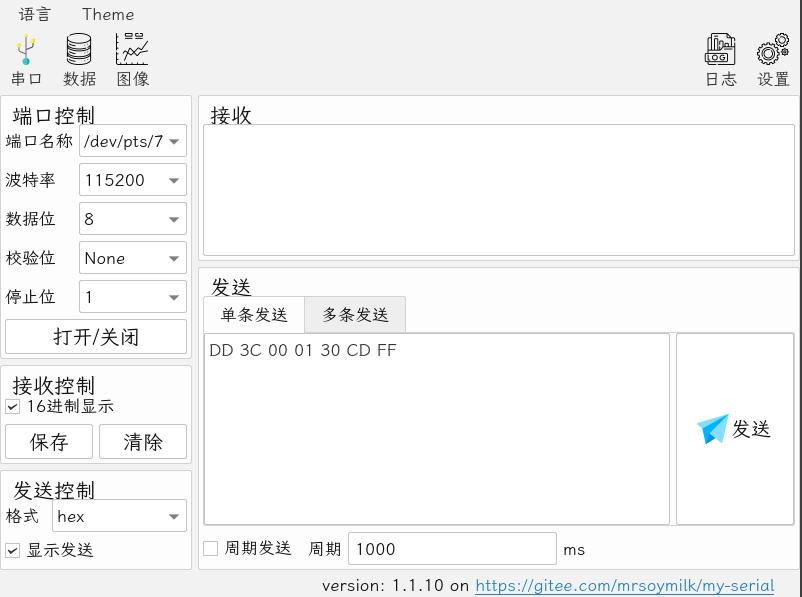 语言 Theme
串口 数据 图像 日志 设置
端口控制
端口名称 /dev/pts/7
波特率 115200
数据位 8
校验位 None
停止位 1
打开/关闭
接收控制
16进制显示
保存 清除
发送控制
格式 hex
显示发送
接收
发送
单条发送 多条发送
DD 3C 00 01 30 CD FF
发送
周期发送 周期 1000 ms
version: 1.1.10 on https://gitee.com/mrsoymilk/my-serial